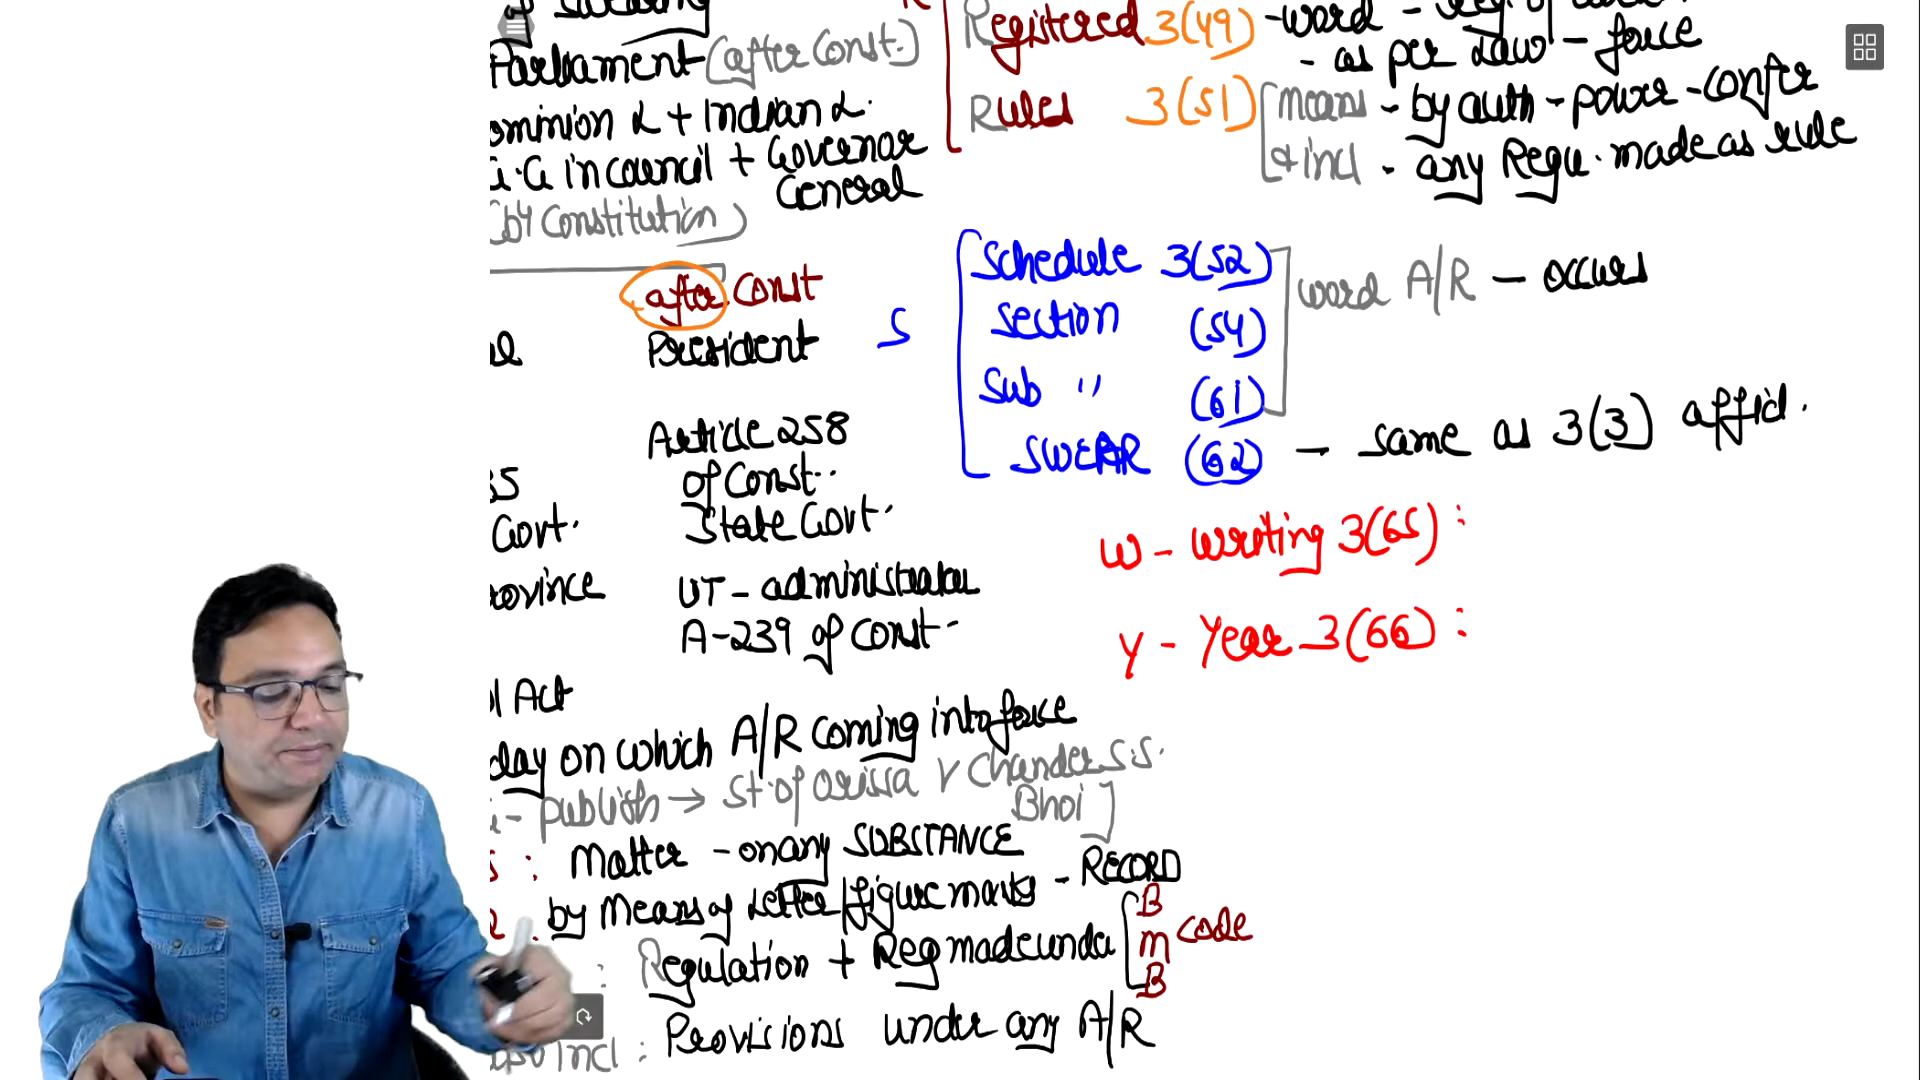 Parliament (after Const.)
ominion L + Indian L.
G.G in council + Governor General
(by Constitution)
after Const
President
Article 258
of Const..
Govt. State Govt.
rovince UT - administrator
A-239 of Const-
l Act
day on which A/R coming into force
publish → St. of Orissa V Chander S.S.
Bhoi]
: Matter - on any SUBSTANCE
by Means of Letter/figure marks - RECORD
: Regulation + Reg made under B M B code
incl : Provisions under any A/R
Registered 3(49) - word -
- as per Law - force
Rules 3(51) means - by auth - power - confer
& incl - any Regu. made as rule
S
Schedule 3(52)
Section (54) word A/R - occurs
Sub " (61)
SWEAR (62) - same as 3(3) affid.
W - Writing 3(65) :
Y - Year 3(66) :